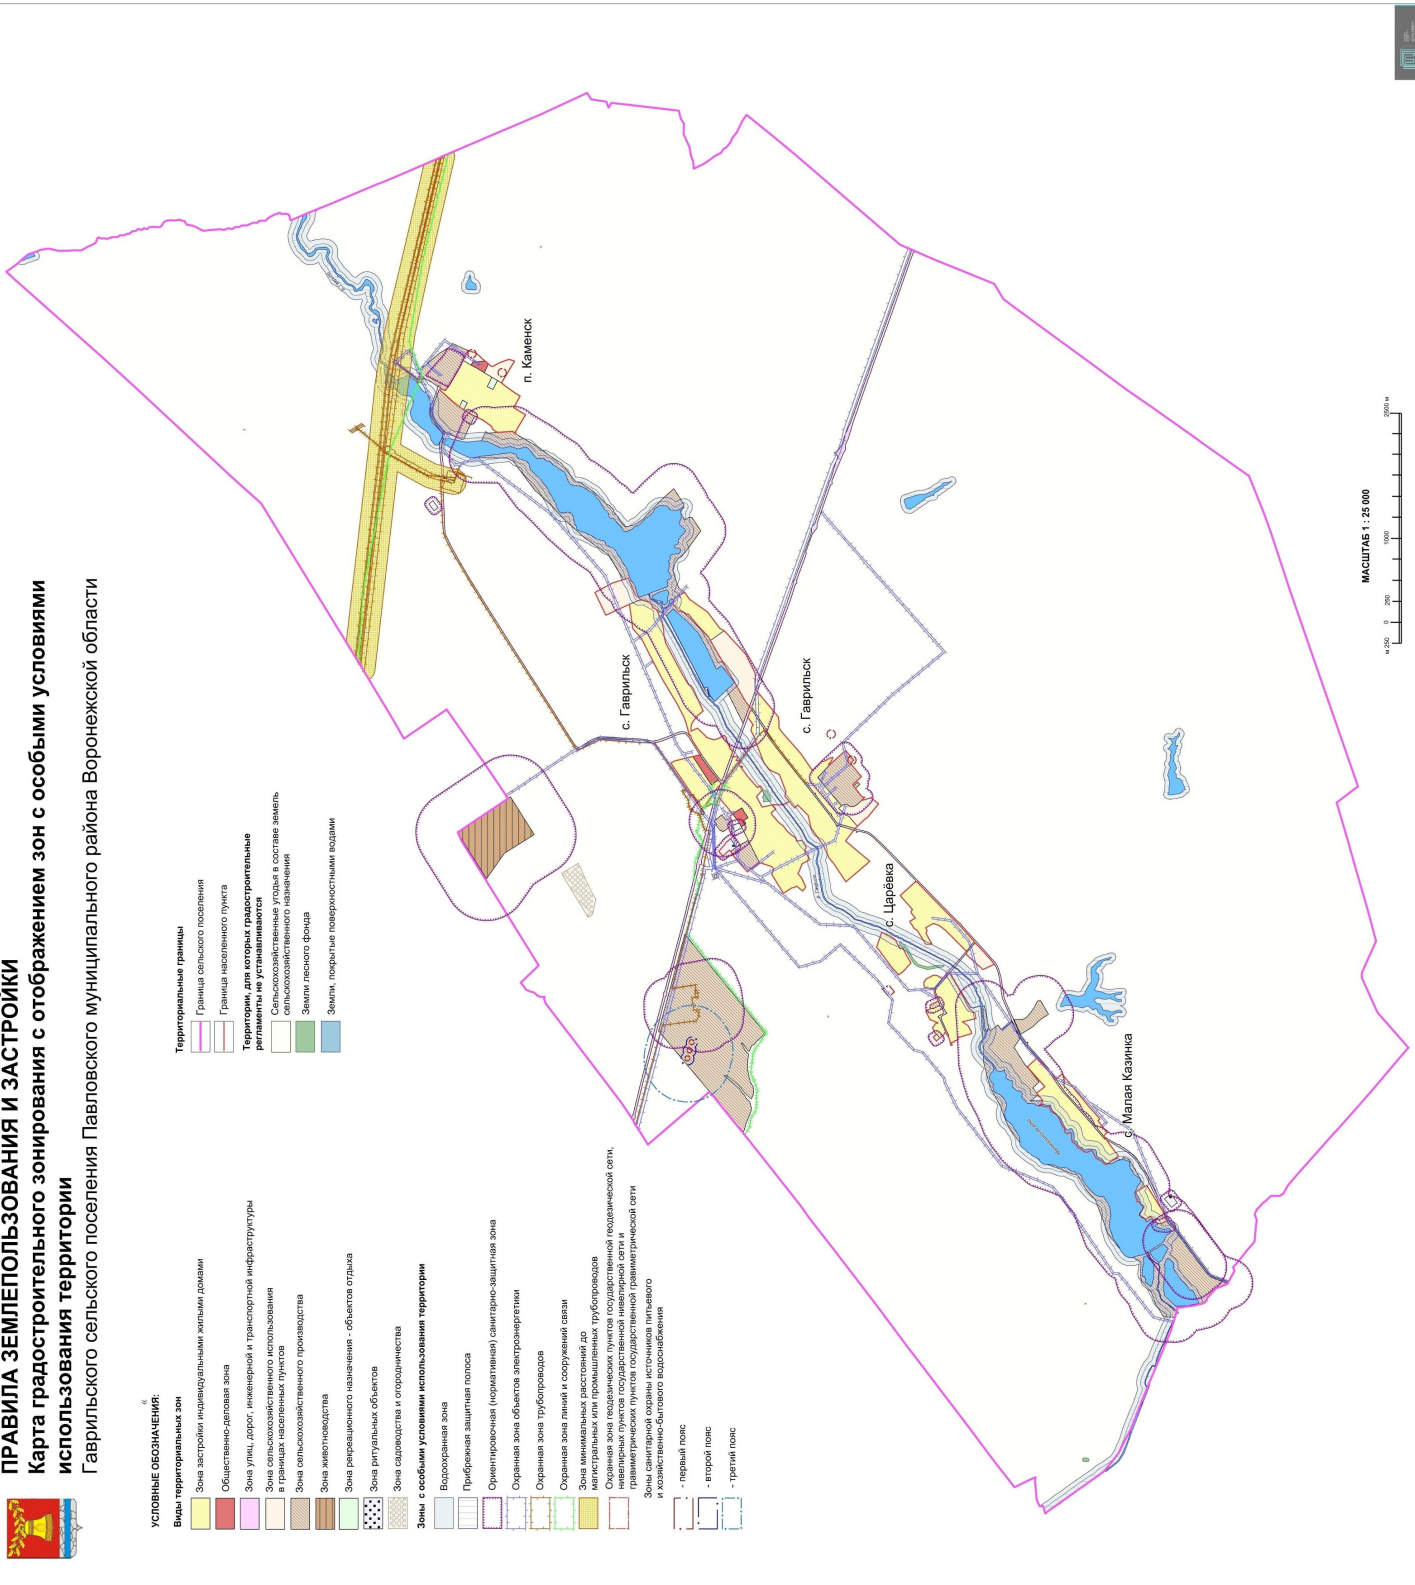 ПРАВИЛА ЗЕМЛЕПОЛЬЗОВАНИЯ И ЗАСТРОЙКИ
Карта градостроительного зонирования с отображением зон с особыми условиями
использования территории
Гаврильского сельского поселения Павловского муниципального района Воронежской области
УСЛОВНЫЕ ОБОЗНАЧЕНИЯ:
Виды территориальных зон
Зона застройки индивидуальными жилыми домами
Общественно-деловая зона
Зона улиц, дорог, инженерной и транспортной инфраструктуры
Зона сельскохозяйственного использования
в границах населенных пунктов
Зона сельскохозяйственного производства
Зона животноводства
Зона рекреационного назначения - объектов отдыха
Зона ритуальных объектов
Зона садоводства и огородничества
Зоны с особыми условиями использования территории
Водоохранная зона
Прибрежная защитная полоса
Ориентировочная (нормативная) санитарно-защитная зона
Охранная зона объектов электроэнергетики
Охранная зона трубопроводов
Охранная зона линий и сооружений связи
Зона минимальных расстояний до
магистральных или промышленных трубопроводов
Охранная зона геодезических пунктов государственной геодезической сети,
нивелирных пунктов государственной нивелирной сети и
гравиметрических пунктов государственной гравиметрической сети
Зоны санитарной охраны источников питьевого
и хозяйственно-бытового водоснабжения
- первый пояс
- второй пояс
- третий пояс
Территориальные границы
Граница сельского поселения
Граница населенного пункта
Территории, для которых градостроительные
регламенты не устанавливаются
Сельскохозяйственные угодья в составе земель
сельскохозяйственного назначения
Земли лесного фонда
Земли, покрытые поверхностными водами
п. Каменск
с. Гаврильск
с. Гаврильск
с. Царёвка
с. Малая Казинка
МАСШТАБ 1 : 25 000
м 250 0 250 1000 2500 м